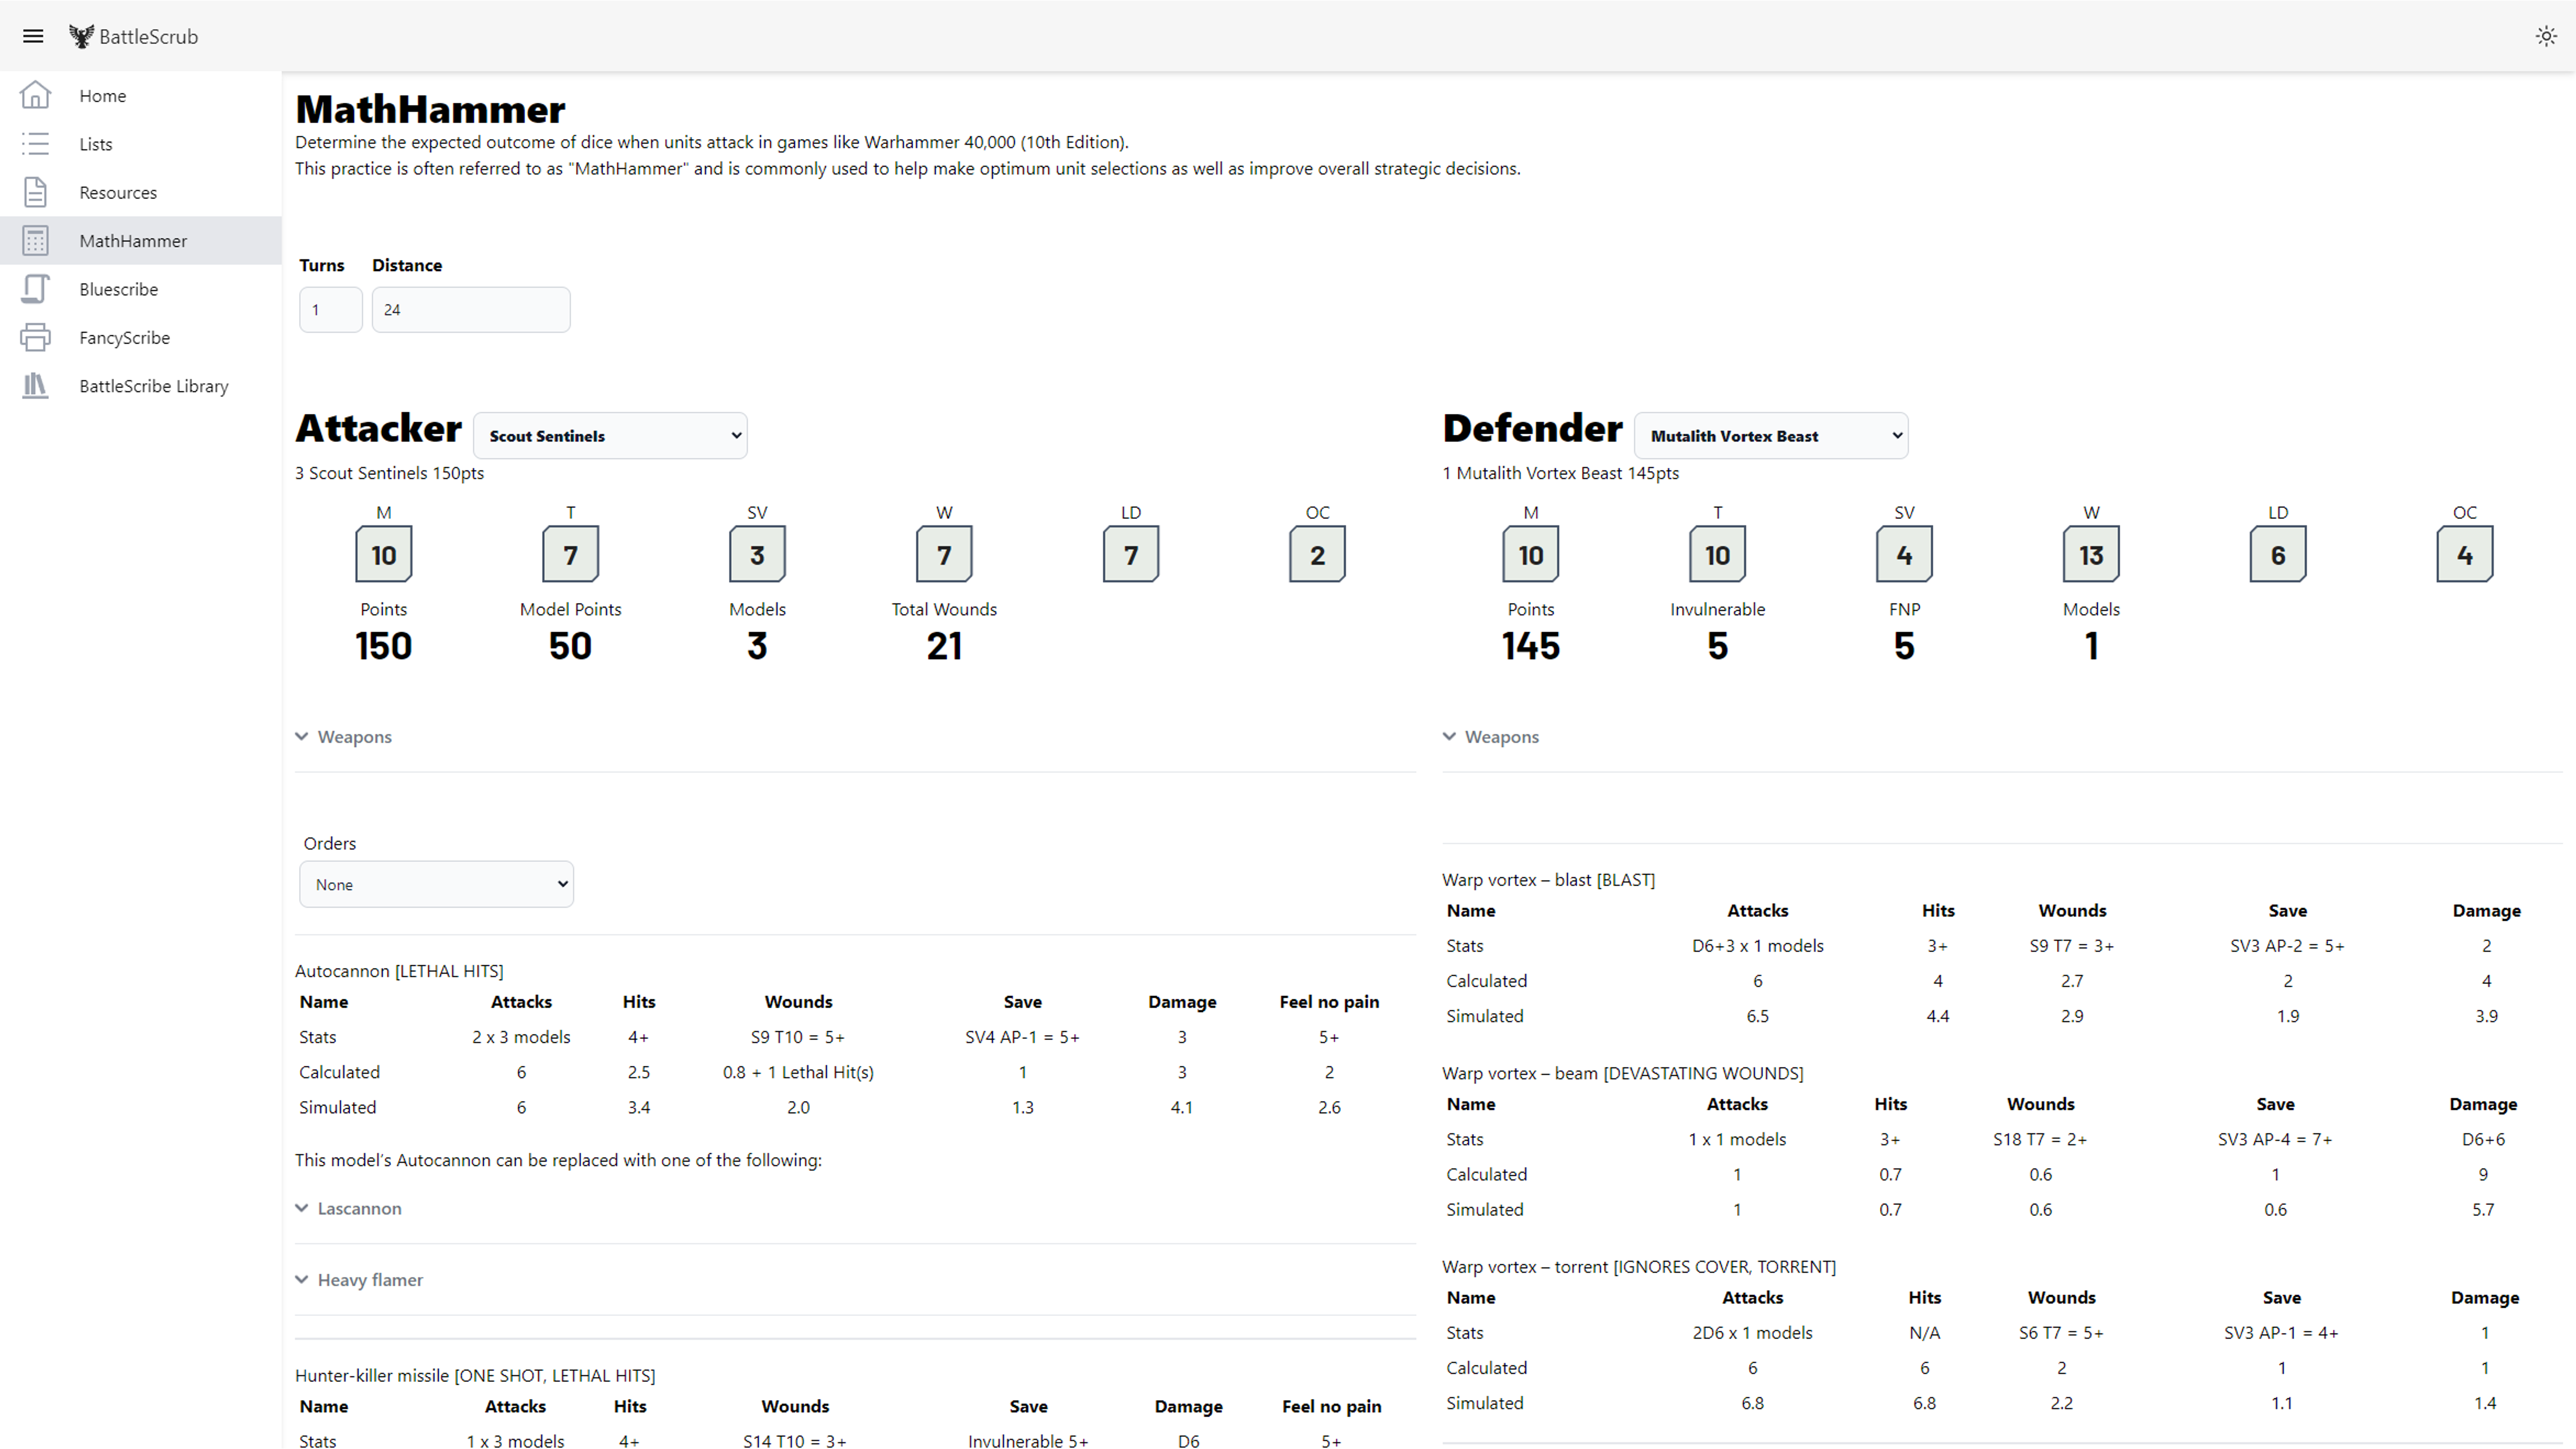 BattleScrub
Home
Lists
Resources
MathHammer
Bluescribe
FancyScribe
BattleScribe Library
MathHammer
Determine the expected outcome of dice when units attack in games like Warhammer 40,000 (10th Edition).
This practice is often referred to as "MathHammer" and is commonly used to help make optimum unit selections as well as improve overall strategic decisions.
Turns Distance
1 24
Attacker Scout Sentinels
3 Scout Sentinels 150pts
M T SV W LD OC
10 7 3 7 7 2
Points Model Points Models Total Wounds
150 50 3 21
Weapons
Orders
None
Autocannon [LETHAL HITS]
Name Attacks Hits Wounds Save Damage Feel no pain
Stats 2 x 3 models 4+ S9 T10 = 5+ SV4 AP-1 = 5+ 3 5+
Calculated 6 2.5 0.8 + 1 Lethal Hit(s) 1 3 2
Simulated 6 3.4 2.0 1.3 4.1 2.6
This model’s Autocannon can be replaced with one of the following:
Lascannon
Heavy flamer
Hunter-killer missile [ONE SHOT, LETHAL HITS]
Name Attacks Hits Wounds Save Damage Feel no pain
Stats 1 x 3 models 4+ S14 T10 = 3+ Invulnerable 5+ D6 5+
Defender Mutalith Vortex Beast
1 Mutalith Vortex Beast 145pts
M T SV W LD OC
10 10 4 13 6 4
Points Invulnerable FNP Models
145 5 5 1
Weapons
Warp vortex – blast [BLAST]
Name Attacks Hits Wounds Save Damage
Stats D6+3 x 1 models 3+ S9 T7 = 3+ SV3 AP-2 = 5+ 2
Calculated 6 4 2.7 2 4
Simulated 6.5 4.4 2.9 1.9 3.9
Warp vortex – beam [DEVASTATING WOUNDS]
Name Attacks Hits Wounds Save Damage
Stats 1 x 1 models 3+ S18 T7 = 2+ SV3 AP-4 = 7+ D6+6
Calculated 1 0.7 0.6 1 9
Simulated 1 0.7 0.6 0.6 5.7
Warp vortex – torrent [IGNORES COVER, TORRENT]
Name Attacks Hits Wounds Save Damage
Stats 2D6 x 1 models N/A S6 T7 = 5+ SV3 AP-1 = 4+ 1
Calculated 6 6 2 1 1
Simulated 6.8 6.8 2.2 1.1 1.4